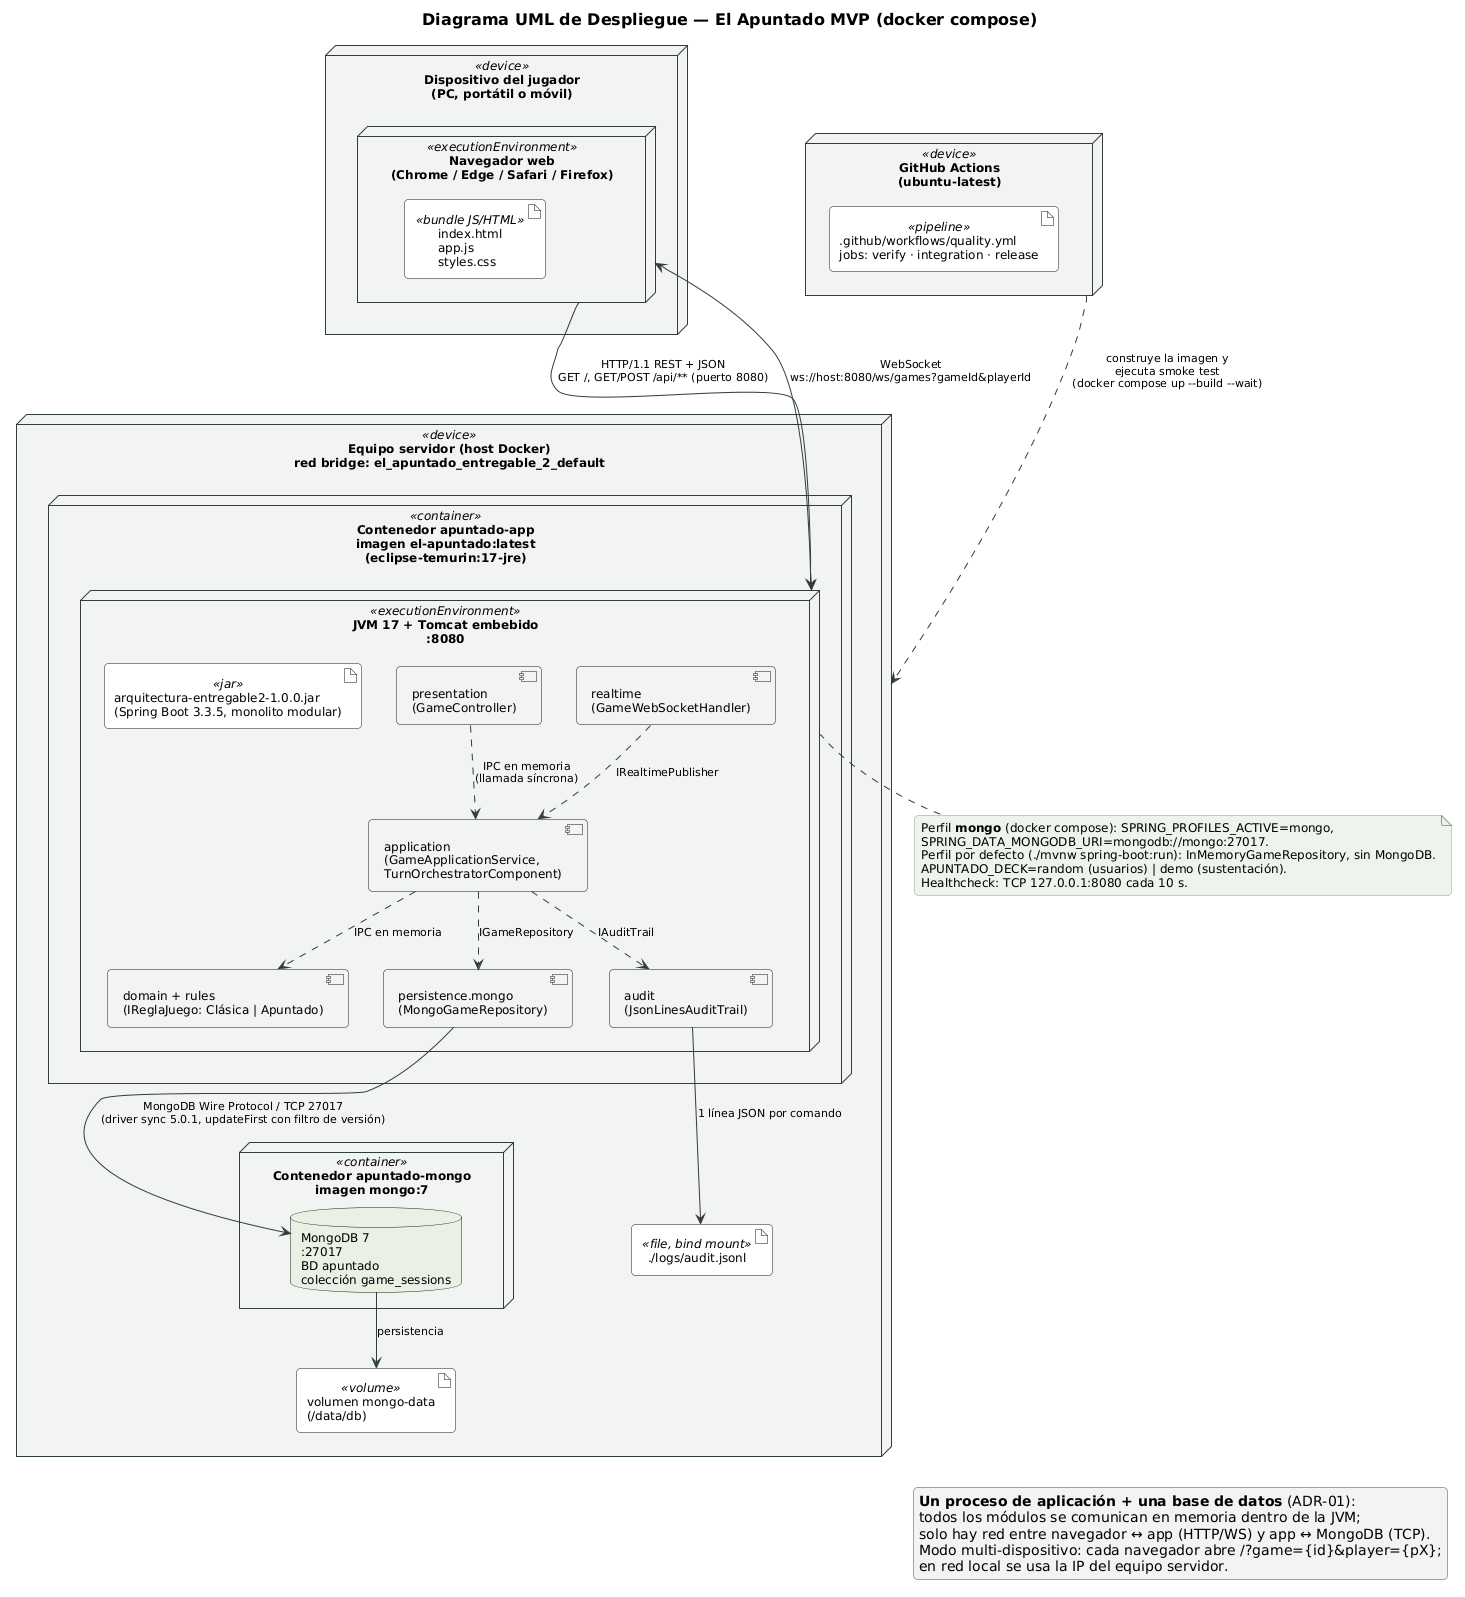 Diagrama UML de Despliegue — El Apuntado MVP (docker compose)
«device»
Dispositivo del jugador
(PC, portátil o móvil)
«executionEnvironment»
Navegador web
(Chrome / Edge / Safari / Firefox)
«bundle JS/HTML»
index.html
app.js
styles.css
«device»
GitHub Actions
(ubuntu-latest)
«pipeline»
.github/workflows/quality.yml
jobs: verify · integration · release
HTTP/1.1 REST + JSON
GET /, GET/POST /api/** (puerto 8080)
WebSocket
ws://host:8080/ws/games?gameId&playerId
construye la imagen y
ejecuta smoke test
(docker compose up --build --wait)
«device»
Equipo servidor (host Docker)
red bridge: el_apuntado_entregable_2_default
«container»
Contenedor apuntado-app
imagen el-apuntado:latest
(eclipse-temurin:17-jre)
«executionEnvironment»
JVM 17 + Tomcat embebido
:8080
«jar»
arquitectura-entregable2-1.0.0.jar
(Spring Boot 3.3.5, monolito modular)
presentation
(GameController)
realtime
(GameWebSocketHandler)
IPC en memoria
(llamada síncrona)
IRealtimePublisher
application
(GameApplicationService,
TurnOrchestratorComponent)
IPC en memoria
IGameRepository
IAuditTrail
domain + rules
(IReglaJuego: Clásica | Apuntado)
persistence.mongo
(MongoGameRepository)
audit
(JsonLinesAuditTrail)
Perfil mongo (docker compose): SPRING_PROFILES_ACTIVE=mongo,
SPRING_DATA_MONGODB_URI=mongodb://mongo:27017.
Perfil por defecto (./mvnw spring-boot:run): InMemoryGameRepository, sin MongoDB.
APUNTADO_DECK=random (usuarios) | demo (sustentación).
Healthcheck: TCP 127.0.0.1:8080 cada 10 s.
MongoDB Wire Protocol / TCP 27017
(driver sync 5.0.1, updateFirst con filtro de versión)
1 línea JSON por comando
«container»
Contenedor apuntado-mongo
imagen mongo:7
MongoDB 7
:27017
BD apuntado
colección game_sessions
«file, bind mount»
./logs/audit.jsonl
persistencia
«volume»
volumen mongo-data
(/data/db)
Un proceso de aplicación + una base de datos (ADR-01):
todos los módulos se comunican en memoria dentro de la JVM;
solo hay red entre navegador ↔ app (HTTP/WS) y app ↔ MongoDB (TCP).
Modo multi-dispositivo: cada navegador abre /?game={id}&player={pX};
en red local se usa la IP del equipo servidor.